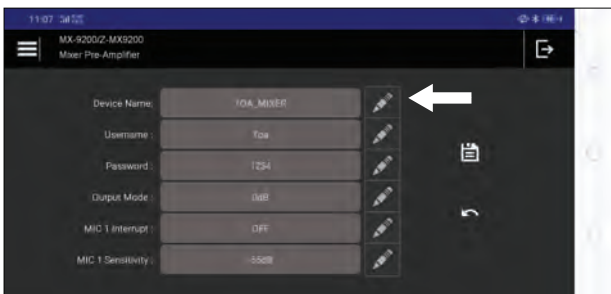 11:07
MX-9200/Z-MX9200
Mixer Pre-Amplifier
Device Name: TOA_MIXER
Username : Toa
Password : 1234
Output Mode : 0dB
MIC 1 Interrupt : OFF
MIC 1 Sensitivity : -55dB